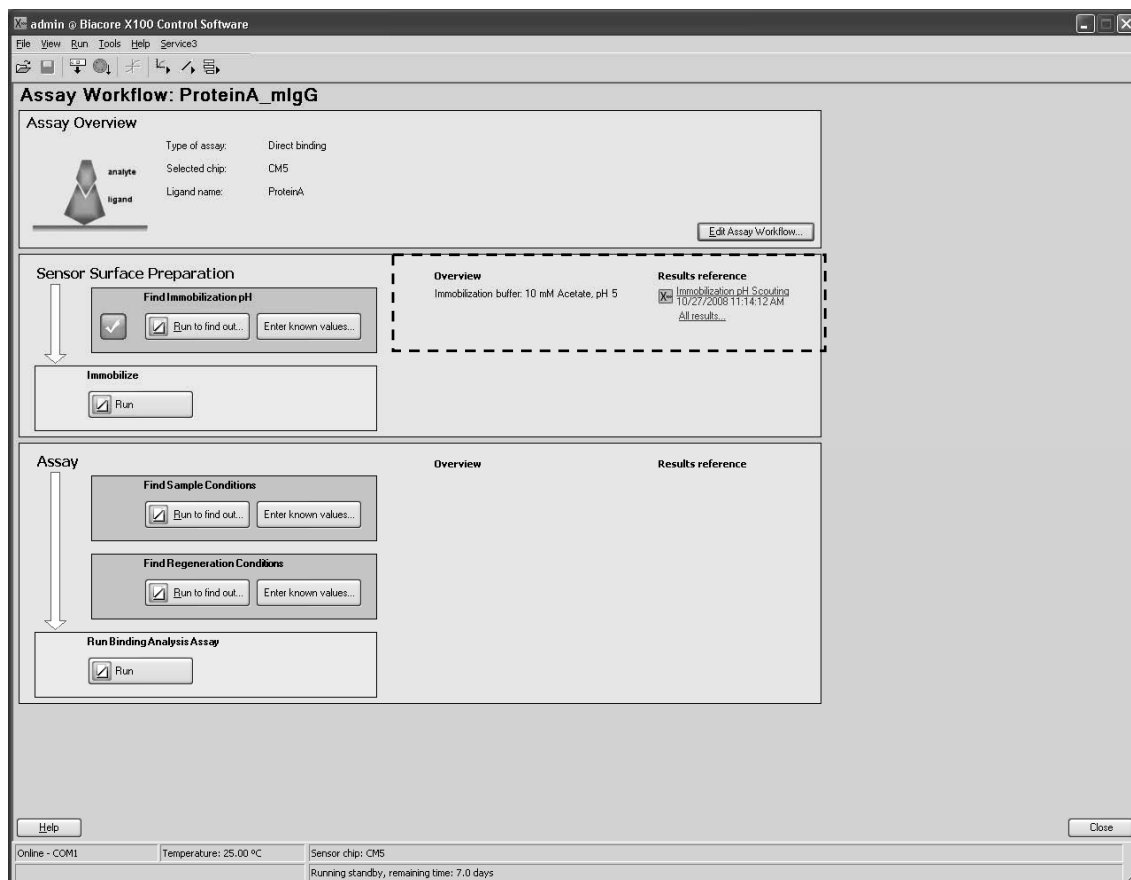 admin @ Biacore X100 Control Software
File View Run Tools Help Service3
Assay Workflow: ProteinA_mIgG
Assay Overview
Type of assay: Direct binding
analyte
Selected chip: CM5
ligand
Ligand name: ProteinA
Edit Assay Workflow...
Sensor Surface Preparation
Overview Results reference
Find Immobilization pH
Immobilization buffer: 10 mM Acetate, pH 5
Immobilization pH Scouting
10/27/2008 11:14:12 AM
All results...
Run to find out... Enter known values...
Immobilize
Run
Assay
Overview Results reference
Find Sample Conditions
Run to find out... Enter known values...
Find Regeneration Conditions
Run to find out... Enter known values...
Run Binding Analysis Assay
Run
Help Close
Online - COM1 Temperature: 25.00 ºC Sensor chip: CM5
Running standby, remaining time: 7.0 days